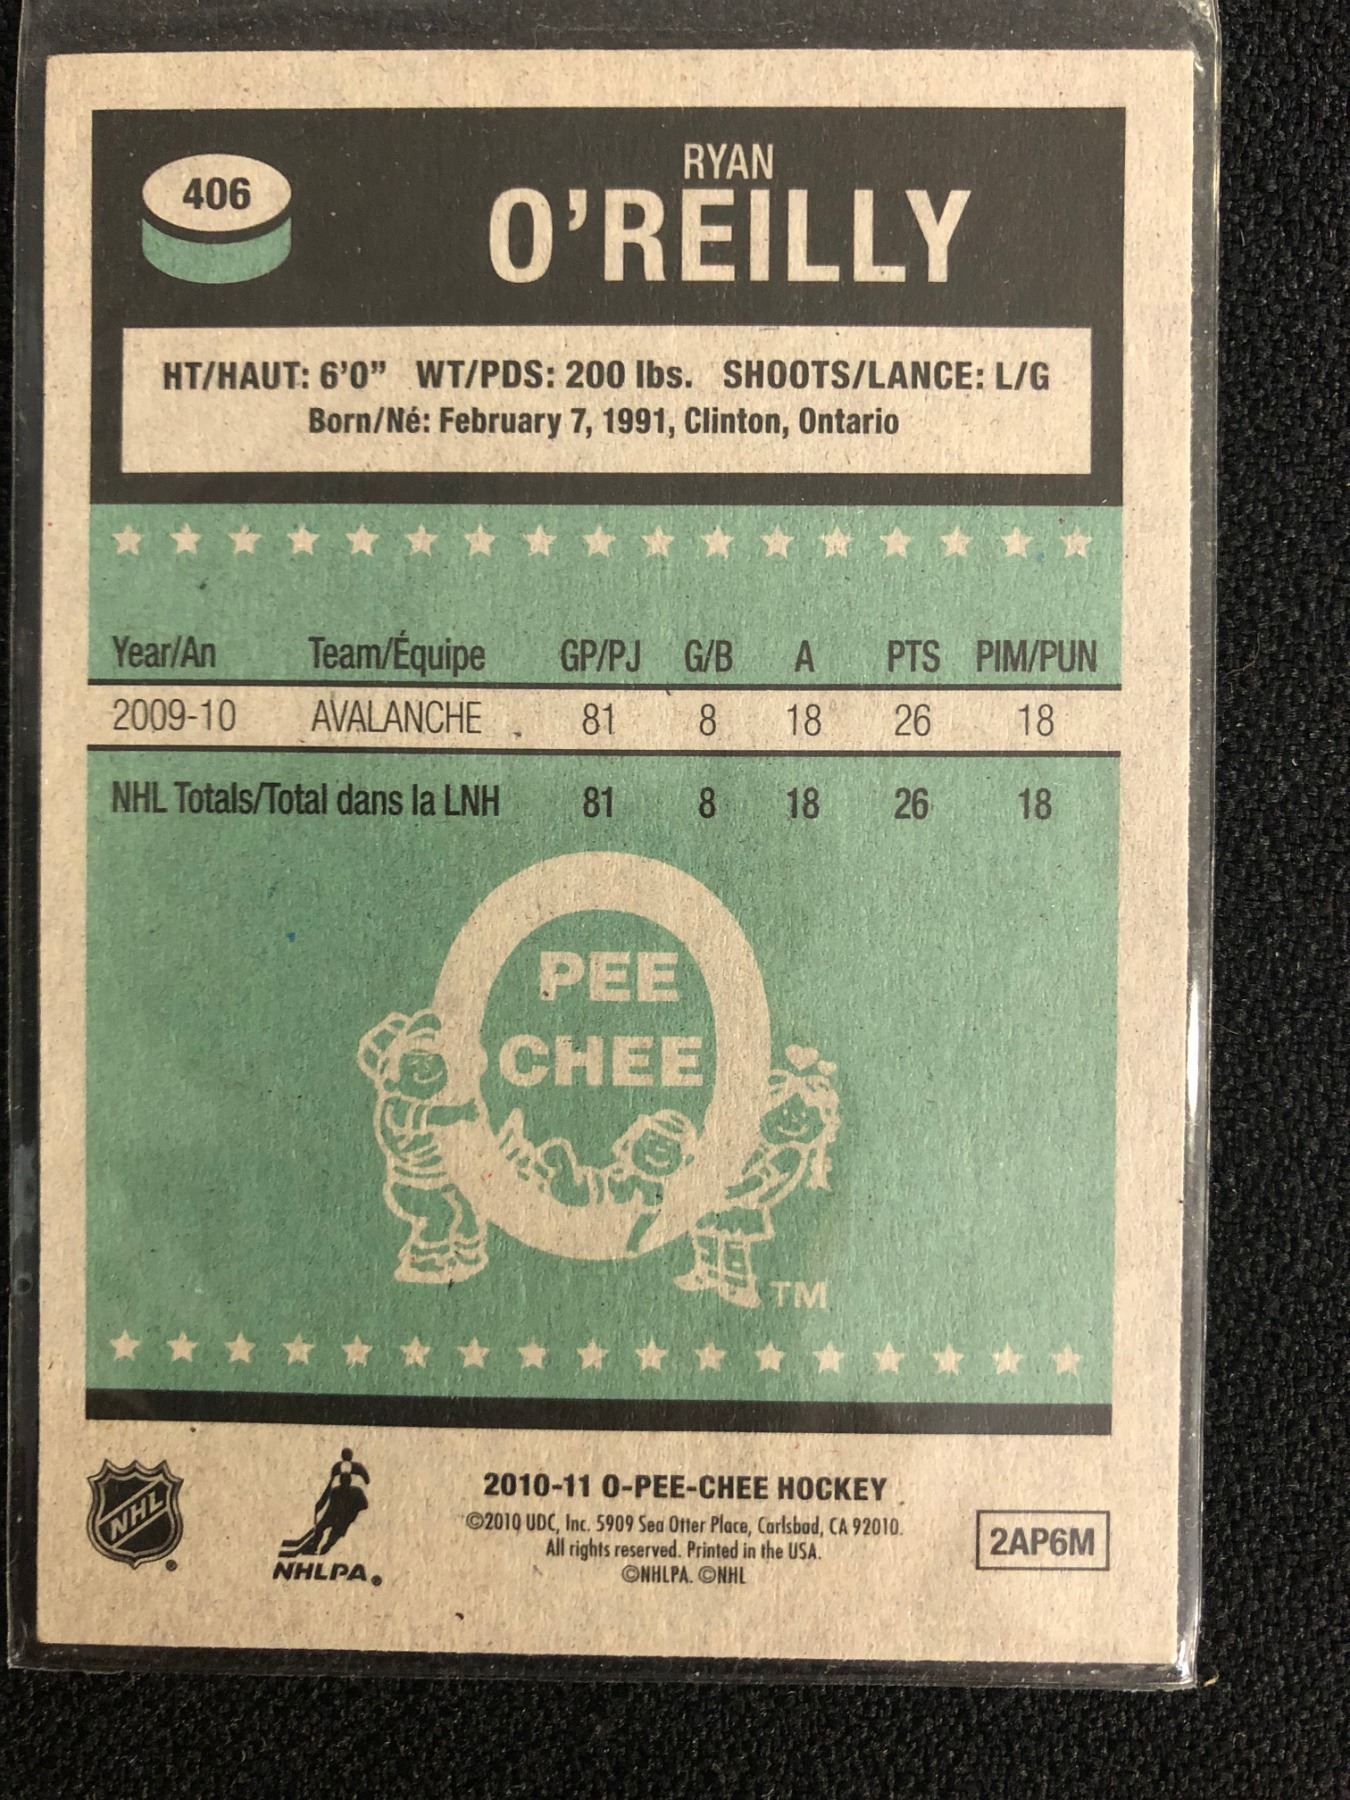 406
RYAN
O'REILLY
HT/HAUT: 6'0" WT/PDS: 200 lbs. SHOOTS/LANCE: L/G
Born/Né: February 7, 1991, Clinton, Ontario
Year/An Team/Équipe GP/PJ G/B A PTS PIM/PUN
2009-10 AVALANCHE 81 8 18 26 18
NHL Totals/Total dans la LNH 81 8 18 26 18
O
PEE
CHEE
TM
NHL
®
NHLPA®
2010-11 O-PEE-CHEE HOCKEY
©2010 UDC, Inc. 5909 Sea Otter Place, Carlsbad, CA 92010.
All rights reserved. Printed in the USA.
©NHLPA. ©NHL
2AP6M